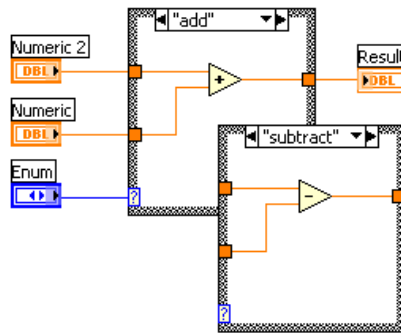 "add"
Numeric 2
DBL
Result
DBL
+
Numeric
DBL
"subtract"
Enum
-
?
?